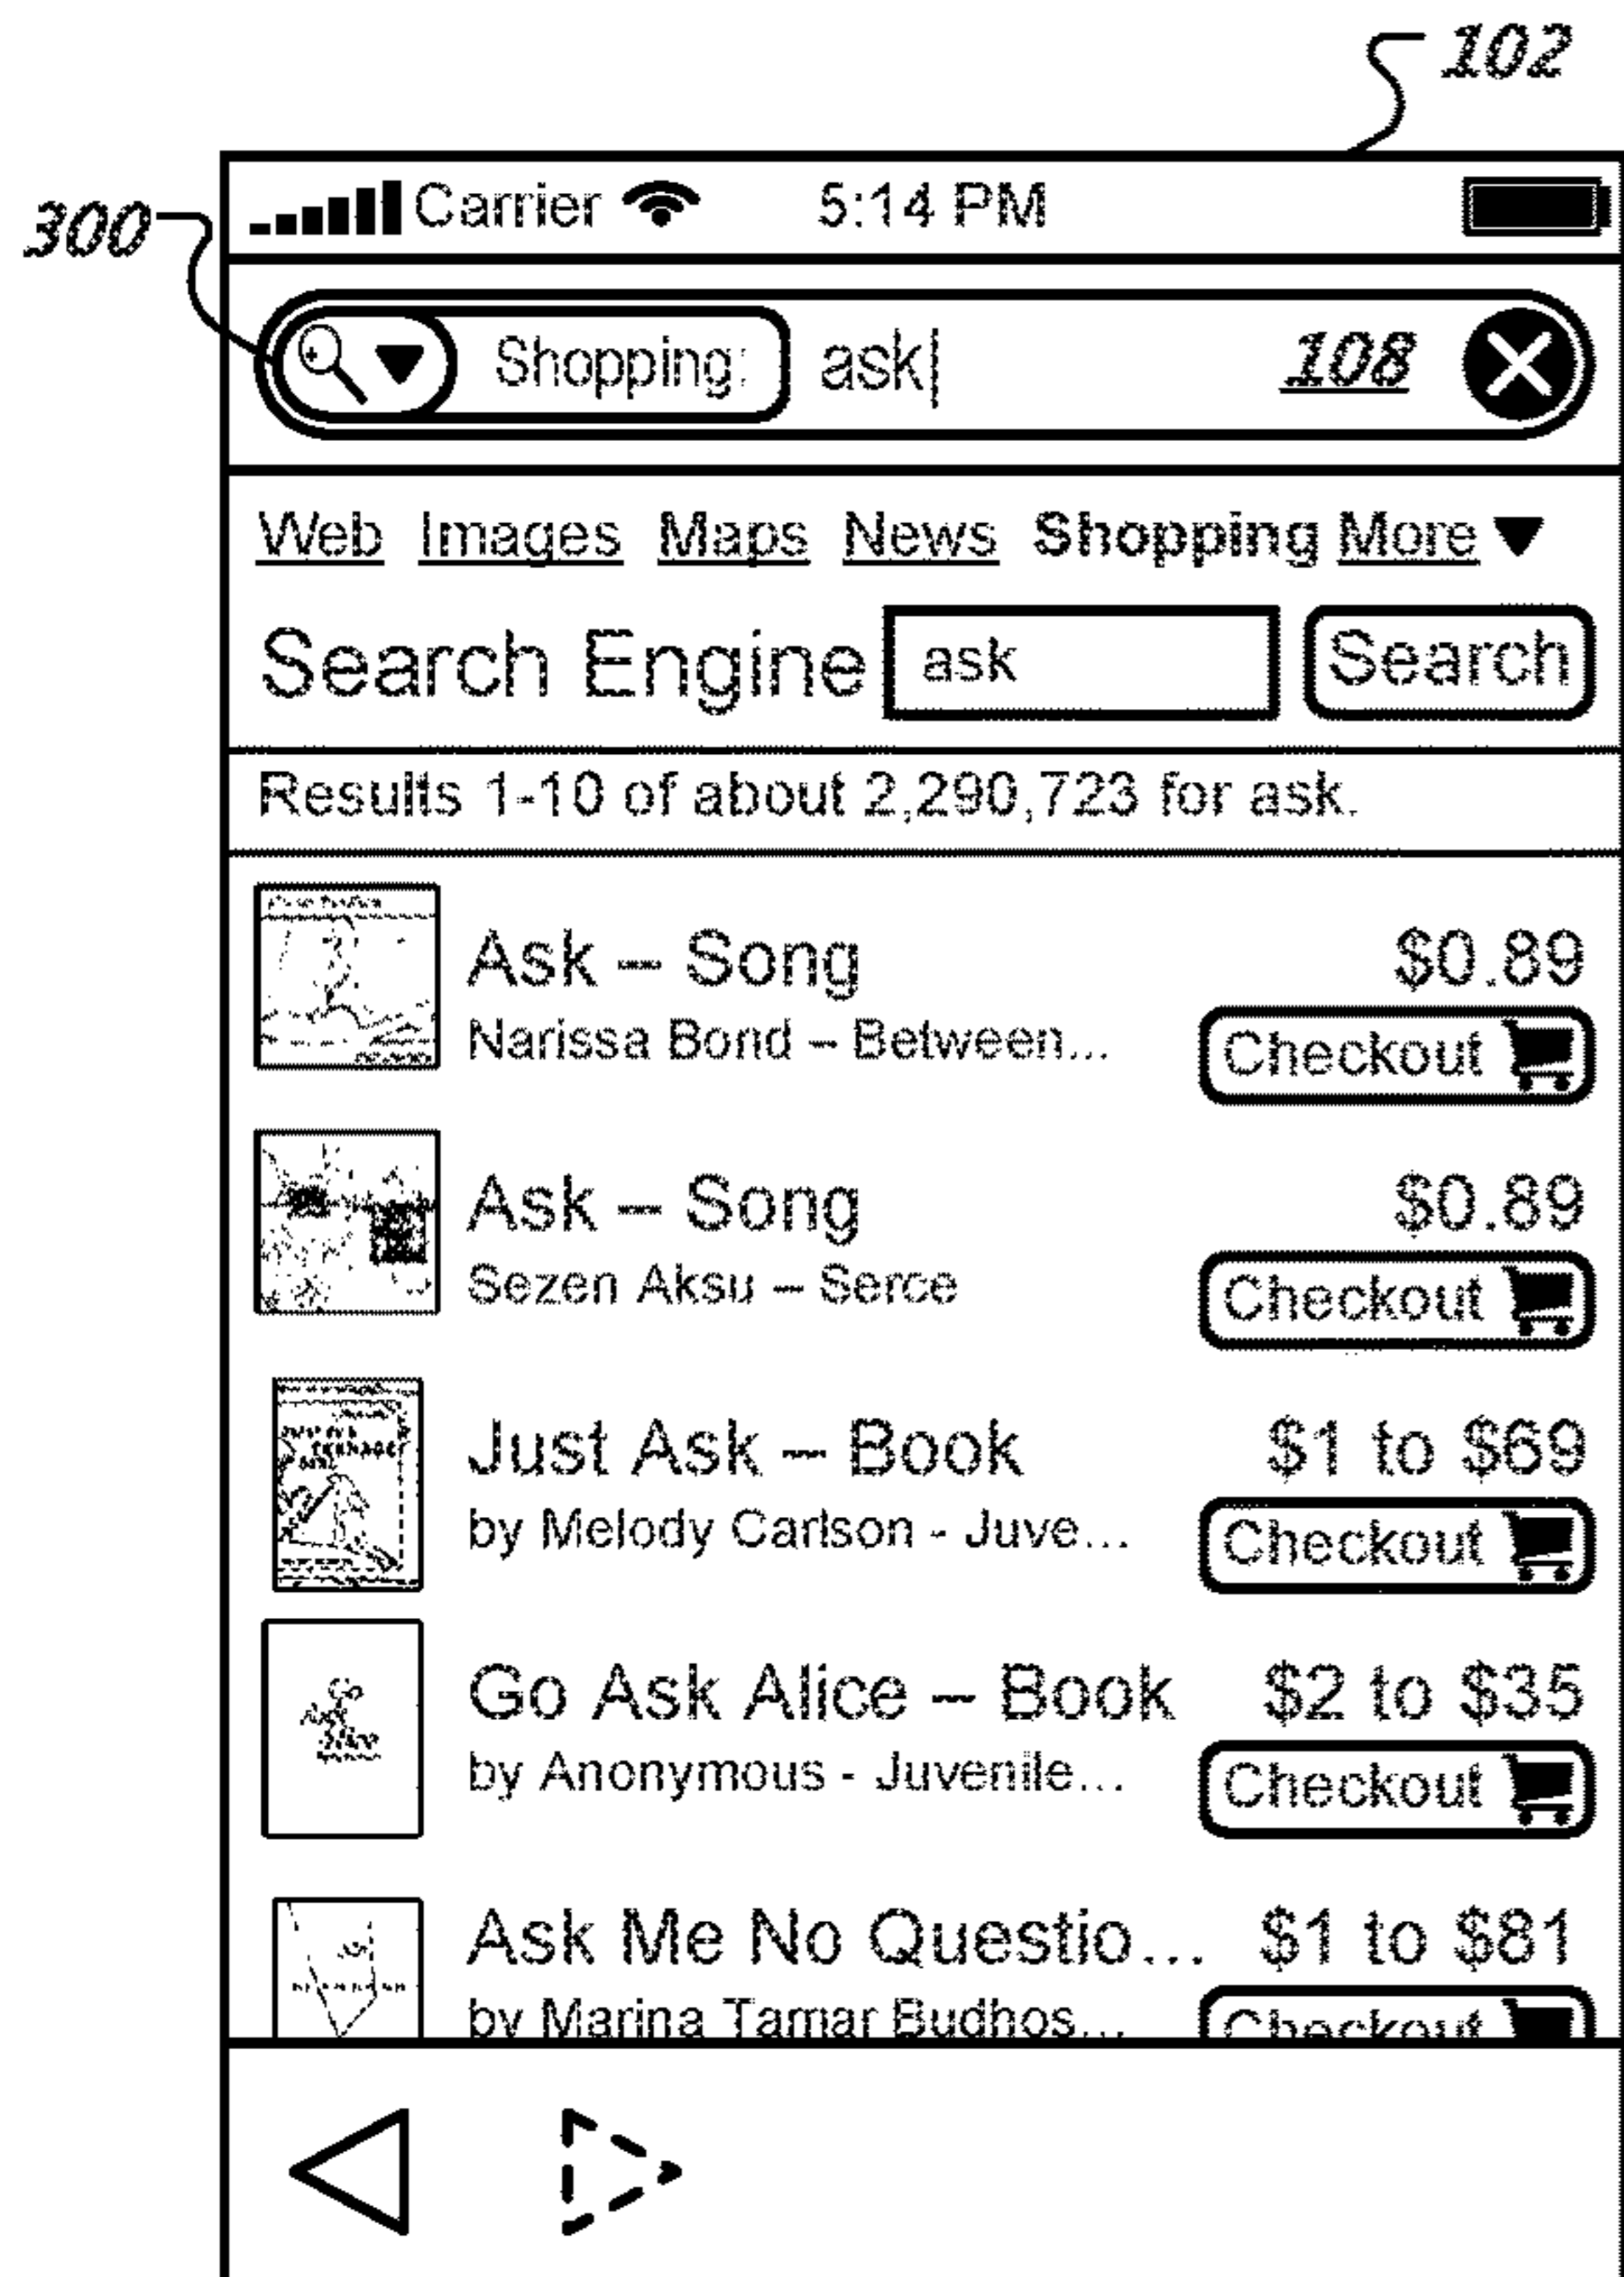 102
300
Carrier 5:14 PM
Shopping: ask 108
Web Images Maps News Shopping More
Search Engine ask Search
Results 1-10 of about 2,290,723 for ask.
Ask – Song $0.89
Narissa Bond – Between... Checkout
Ask – Song $0.89
Sezen Aksu – Serce Checkout
Just Ask – Book $1 to $69
by Melody Carlson - Juve... Checkout
Go Ask Alice – Book $2 to $35
by Anonymous - Juvenile... Checkout
Ask Me No Questio... $1 to $81
by Marina Tamar Budhos... Checkout